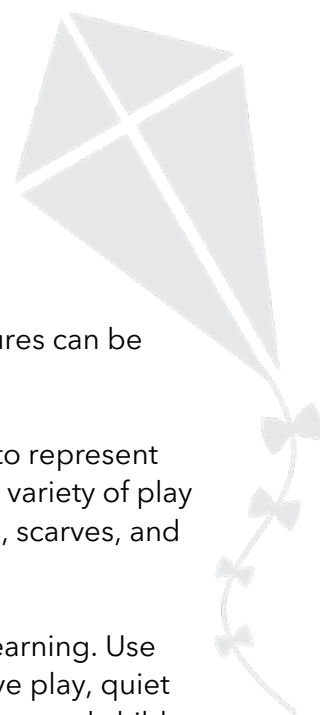 ures can be
to represent
variety of play
, scarves, and
earning. Use
ve play, quiet